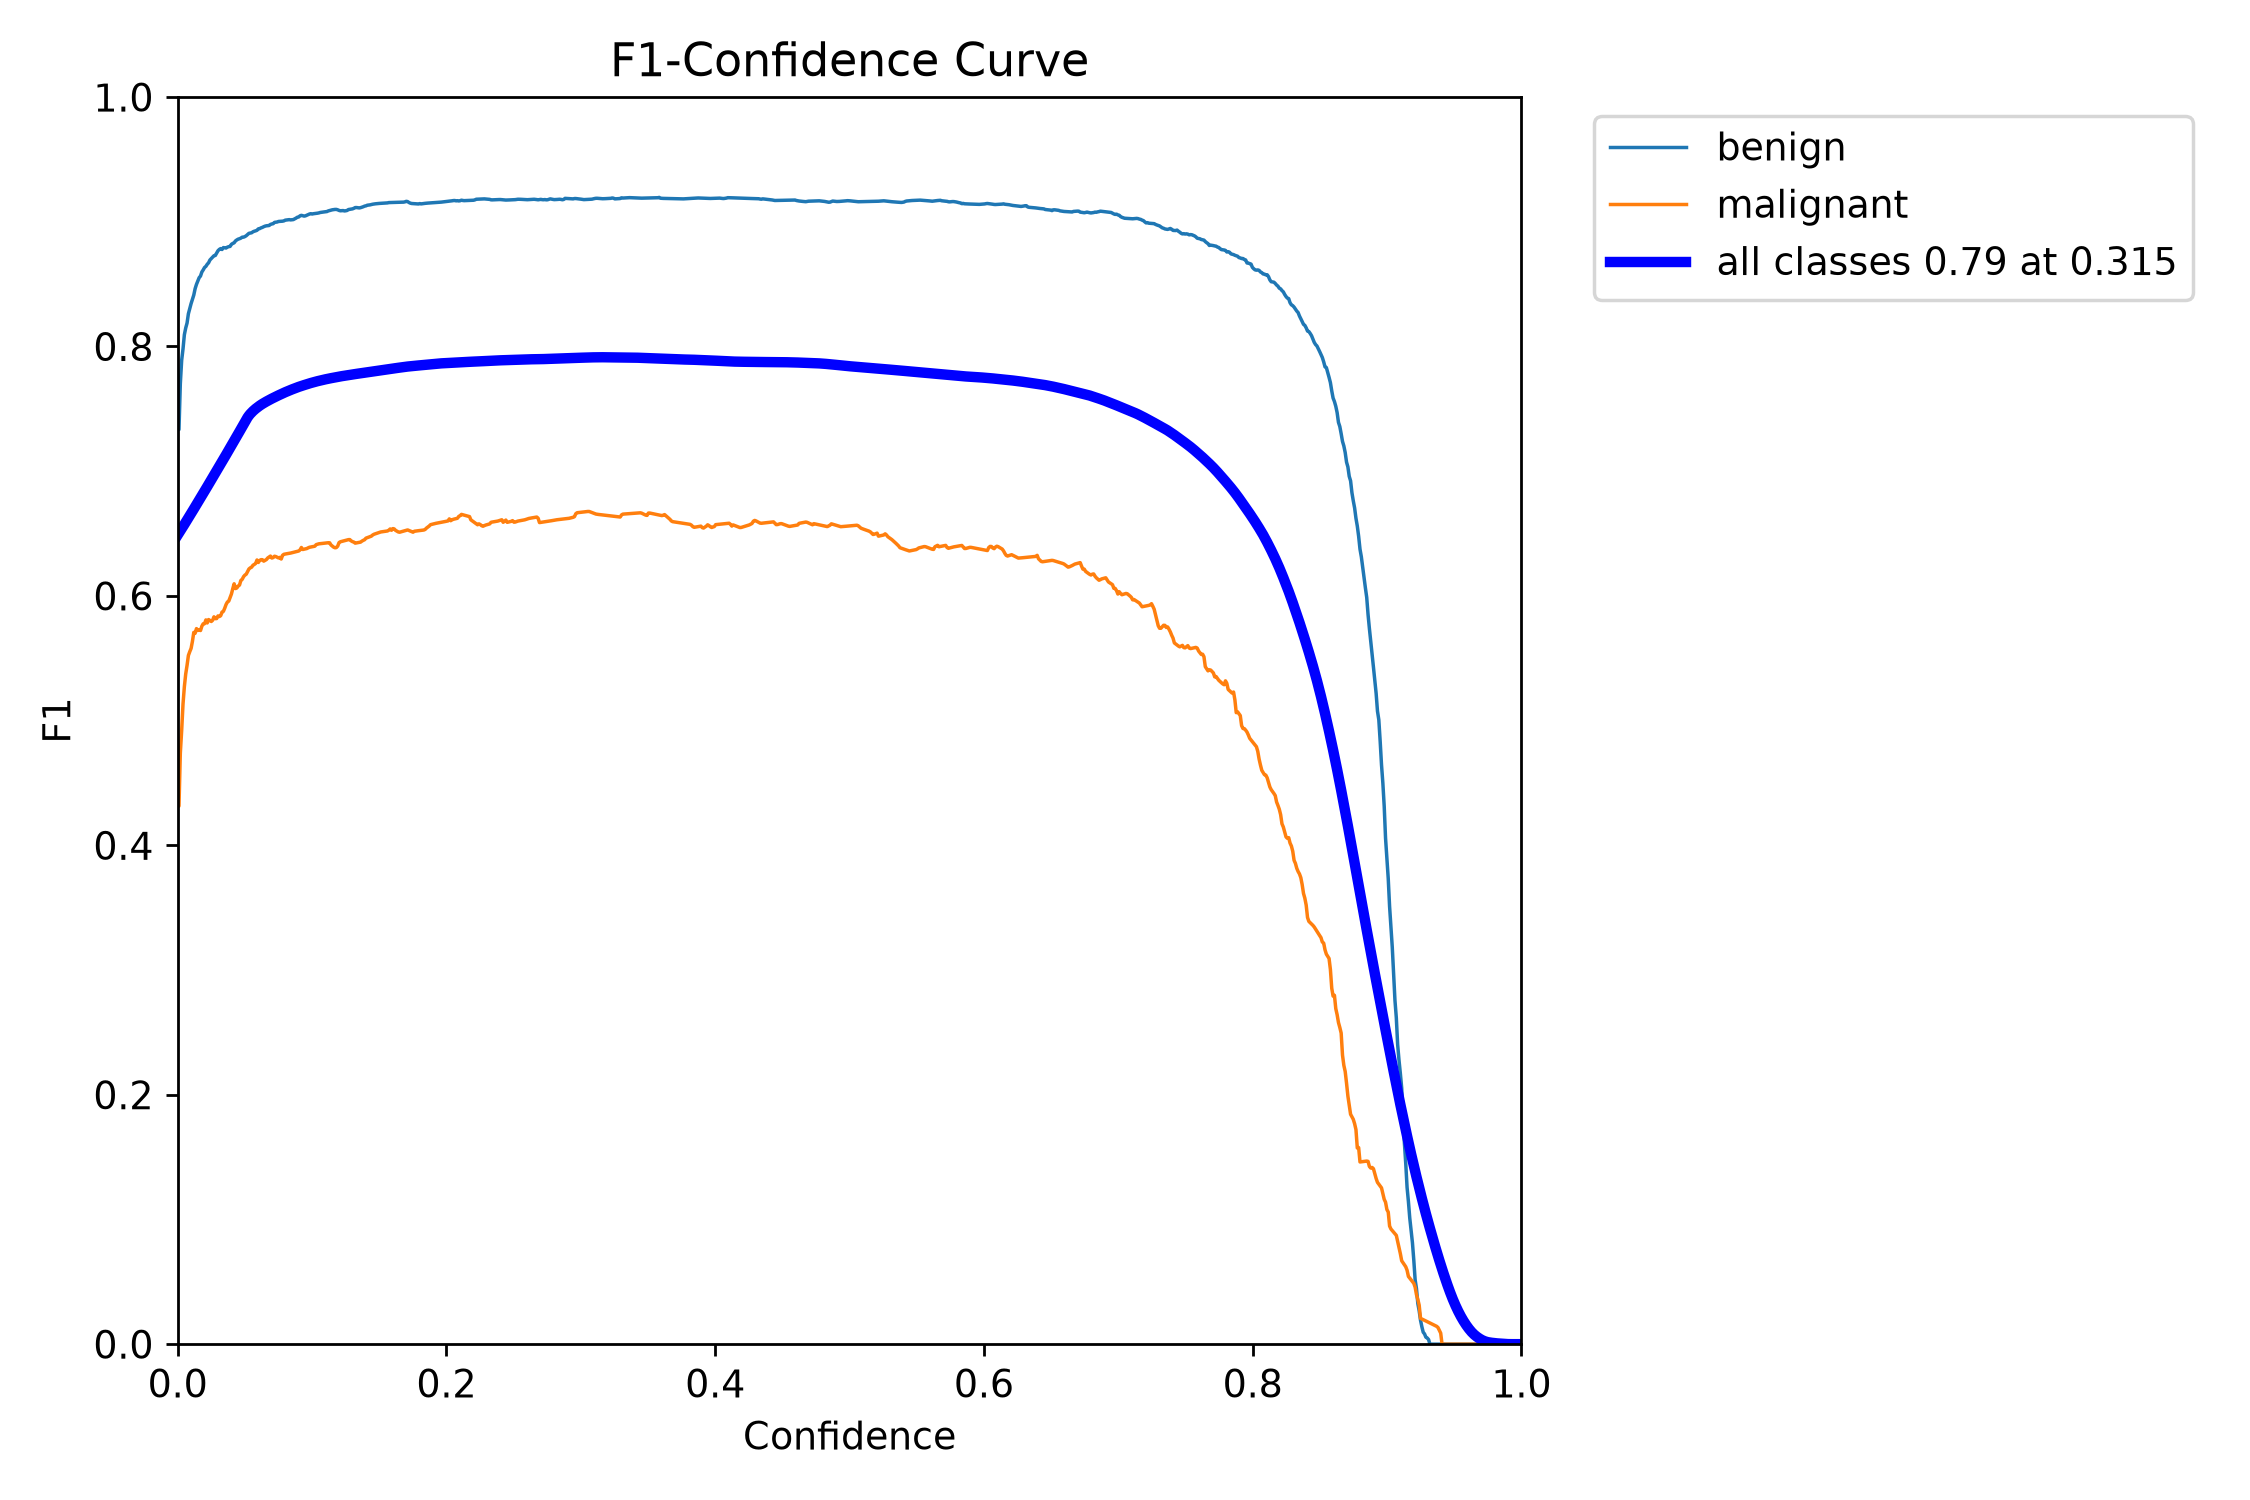 F1-Confidence Curve
1.0
0.8
0.6
0.4
0.2
0.0
F1
0.0 0.2 0.4 0.6 0.8 1.0
Confidence
benign
malignant
all classes 0.79 at 0.315